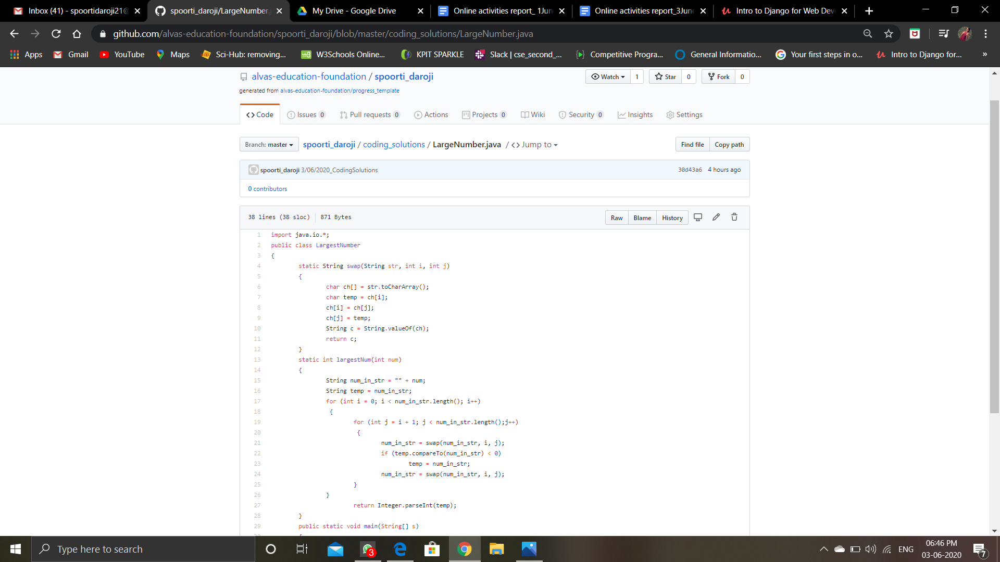 Inbox (41) - spoortidaroji21@
spoorti_daroji/LargeNumber.
My Drive - Google Drive
Online activities report_ 1Jun
Online activities report_3June
Intro to Django for Web Dev
github.com/alvas-education-foundation/spoorti_daroji/blob/master/coding_solutions/LargeNumber.java
Apps Gmail YouTube Maps Sci-Hub: removing... W3Schools Online... KPIT SPARKLE Slack | cse_second_... Competitive Progra... General Informatio... Your first steps in o... Intro to Django for... »
alvas-education-foundation / spoorti_daroji
Watch 1 Star 0 Fork 0
generated from alvas-education-foundation/progress_template
Code Issues 0 Pull requests 0 Actions Projects 0 Wiki Security 0 Insights Settings
Branch: master spoorti_daroji / coding_solutions / LargeNumber.java / <> Jump to
Find file Copy path
spoorti_daroji 3/06/2020_CodingSolutions 30d43a6 4 hours ago
0 contributors
38 lines (38 sloc) 871 Bytes Raw Blame History
1 import java.io.*;
2 public class LargestNumber
3 {
4 static String swap(String str, int i, int j)
5 {
6 char ch[] = str.toCharArray();
7 char temp = ch[i];
8 ch[i] = ch[j];
9 ch[j] = temp;
10 String c = String.valueOf(ch);
11 return c;
12 }
13 static int largestNum(int num)
14 {
15 String num_in_str = "" + num;
16 String temp = num_in_str;
17 for (int i = 0; i < num_in_str.length(); i++)
18 {
19 for (int j = i + 1; j < num_in_str.length();j++)
20 {
21 num_in_str = swap(num_in_str, i, j);
22 if (temp.compareTo(num_in_str) < 0)
23 temp = num_in_str;
24 num_in_str = swap(num_in_str, i, j);
25 }
26 }
27 return Integer.parseInt(temp);
28 }
29 public static void main(String[] s)
Type here to search
3
ENG
06:46 PM
03-06-2020
7